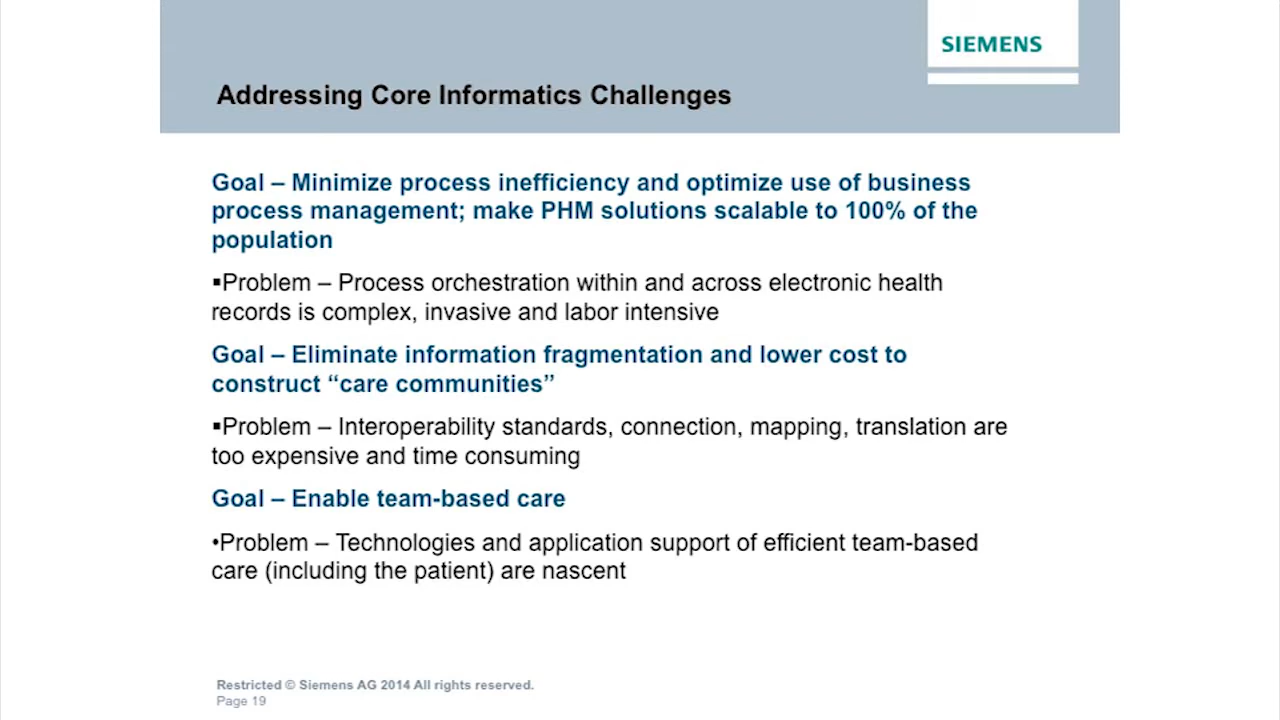 SIEMENS
Addressing Core Informatics Challenges
Goal – Minimize process inefficiency and optimize use of business
process management; make PHM solutions scalable to 100% of the
population
▪Problem – Process orchestration within and across electronic health
records is complex, invasive and labor intensive
Goal – Eliminate information fragmentation and lower cost to
construct “care communities”
▪Problem – Interoperability standards, connection, mapping, translation are
too expensive and time consuming
Goal – Enable team-based care
•Problem – Technologies and application support of efficient team-based
care (including the patient) are nascent
Restricted © Siemens AG 2014 All rights reserved.
Page 19